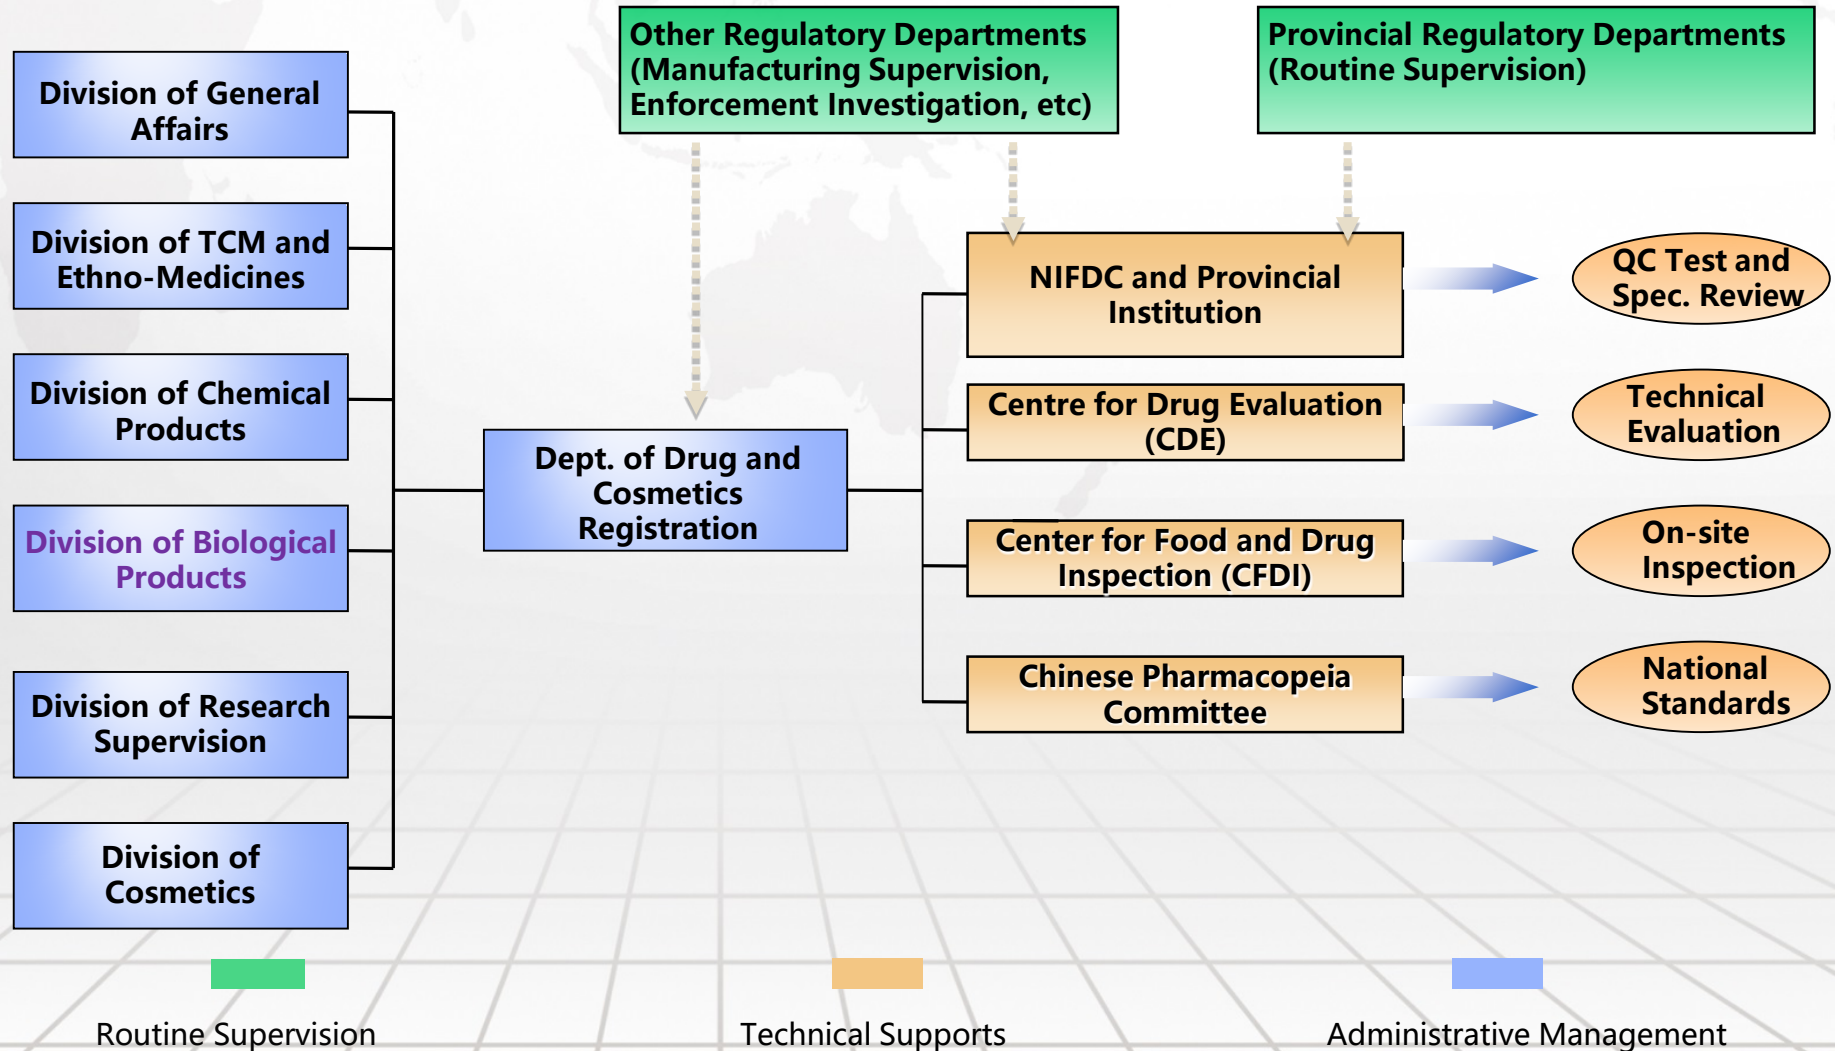 Other Regulatory Departments
(Manufacturing Supervision,
Enforcement Investigation, etc)
Provincial Regulatory Departments
(Routine Supervision)
Division of General
Affairs
Division of TCM and
Ethno-Medicines
Division of Chemical
Products
Division of Biological
Products
Division of Research
Supervision
Division of
Cosmetics
Dept. of Drug and
Cosmetics
Registration
NIFDC and Provincial
Institution
Centre for Drug Evaluation
(CDE)
Center for Food and Drug
Inspection (CFDI)
Chinese Pharmacopeia
Committee
QC Test and
Spec. Review
Technical
Evaluation
On-site
Inspection
National
Standards
Routine Supervision
Technical Supports
Administrative Management